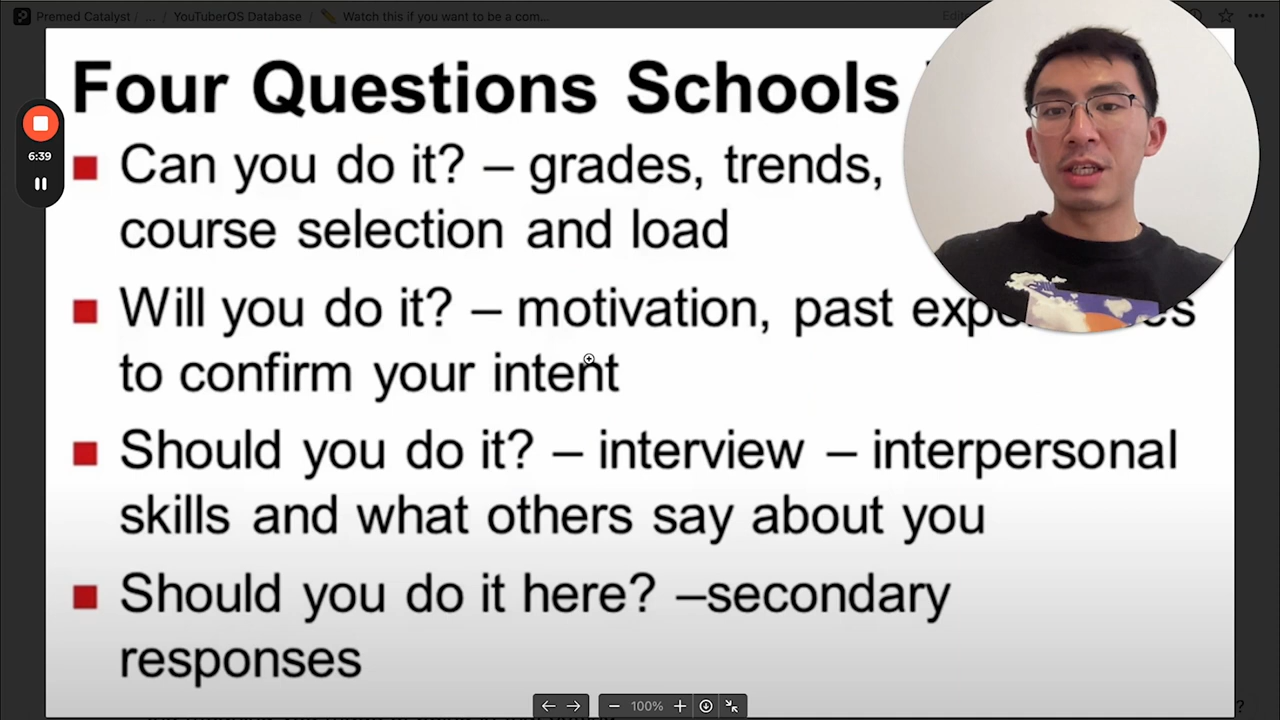 Premed Catalyst / ... / YouTuberOS Database / ✏️ Watch this if you want to be a com...
Four Questions Schools
6:39
■ Can you do it? – grades, trends,
course selection and load
■ Will you do it? – motivation, past
to confirm your intent
■ Should you do it? – interview – interpersonal
skills and what others say about you
■ Should you do it here? –secondary
responses
100%
?